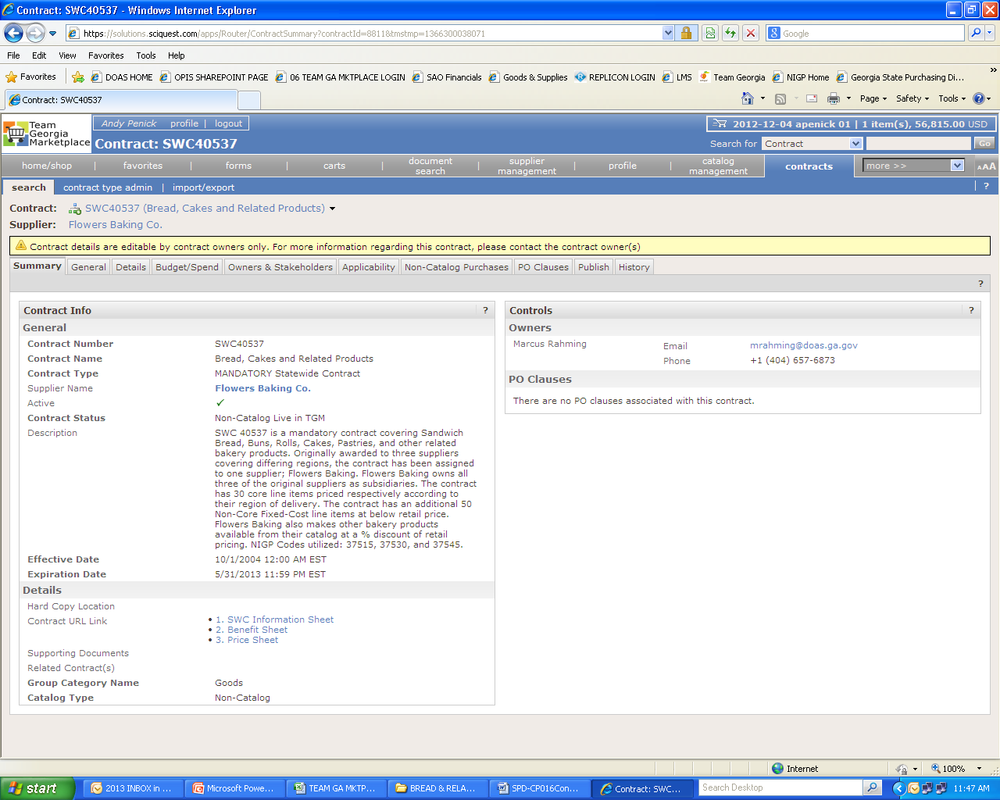 Contract: SWC40537 - Windows Internet Explorer
https://solutions.sciquest.com/apps/Router/ContractSummary?contractId=8811&tmstmp=1366300038071
Google
File Edit View Favorites Tools Help
Favorites DOAS HOME OPIS SHAREPOINT PAGE 06 TEAM GA MKTPLACE LOGIN SAO Financials Goods & Supplies REPLICON LOGIN LMS Team Georgia NIGP Home Georgia State Purchasing Di... »
Contract: SWC40537
Page Safety Tools
Team Georgia Marketplace
Andy Penick profile | logout
2012-12-04 apenick 01 | 1 item(s), 56,815.00 USD
Contract: SWC40537
Search for Contract Go
home/shop | favorites | forms | carts | document search | supplier management | profile | catalog management contracts more >> AAA
search contract type admin | import/export | ?
Contract: SWC40537 (Bread, Cakes and Related Products)
Supplier: Flowers Baking Co.
Contract details are editable by contract owners only. For more information regarding this contract, please contact the contract owner(s)
Summary General Details Budget/Spend Owners & Stakeholders Applicability Non-Catalog Purchases PO Clauses Publish History
?
Contract Info ?
General
Contract Number SWC40537
Contract Name Bread, Cakes and Related Products
Contract Type MANDATORY Statewide Contract
Supplier Name Flowers Baking Co.
Active ✓
Contract Status Non-Catalog Live in TGM
Description SWC 40537 is a mandatory contract covering Sandwich
Bread, Buns, Rolls, Cakes, Pastries, and other related
bakery products. Originally awarded to three suppliers
covering differing regions, the contract has been assigned
to one supplier; Flowers Baking. Flowers Baking owns all
three of the original suppliers as subsidiaries. The contract
has 30 core line items priced respectively according to
their region of delivery. The contract has an additional 50
Non-Core Fixed-Cost line items at below retail price.
Flowers Baking also makes other bakery products
available from their catalog at a % discount of retail
pricing. NIGP Codes utilized: 37515, 37530, and 37545.
Effective Date 10/1/2004 12:00 AM EST
Expiration Date 5/31/2013 11:59 PM EST
Details
Hard Copy Location
Contract URL Link • 1. SWC Information Sheet
• 2. Benefit Sheet
• 3. Price Sheet
Supporting Documents
Related Contract(s)
Group Category Name Goods
Catalog Type Non-Catalog
Controls ?
Owners
Marcus Rahming Email mrahming@doas.ga.gov
Phone +1 (404) 657-6873
PO Clauses
There are no PO clauses associated with this contract.
Internet 100%
start 2013 INBOX in ... Microsoft Powe... TEAM GA MKTP... BREAD & RELA... SPD-CP016Con... Contract: SWC... Search Desktop 11:47 AM